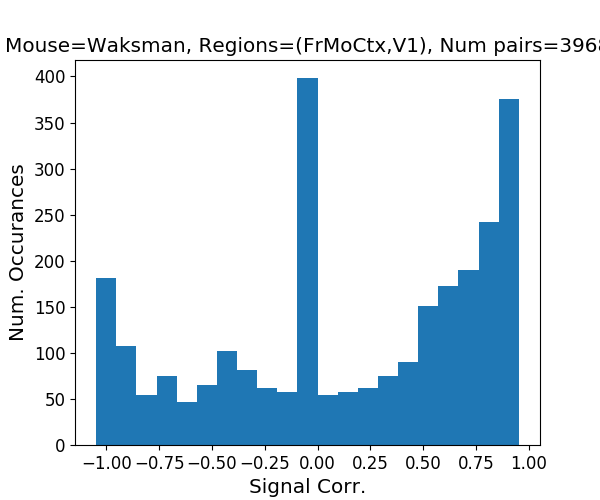 Mouse=Waksman, Regions=(FrMoCtx,V1), Num pairs=3968
400
350
300
250
200
150
100
50
0
Num. Occurances
−1.00 −0.75 −0.50 −0.25 0.00 0.25 0.50 0.75 1.00
Signal Corr.